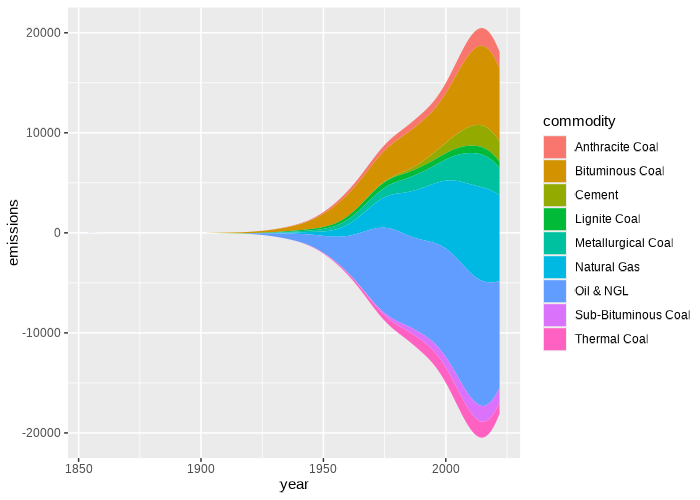 20000
10000
0
-10000
-20000
1850
1900
1950
2000
year
emissions
commodity
Anthracite Coal
Bituminous Coal
Cement
Lignite Coal
Metallurgical Coal
Natural Gas
Oil & NGL
Sub-Bituminous Coal
Thermal Coal